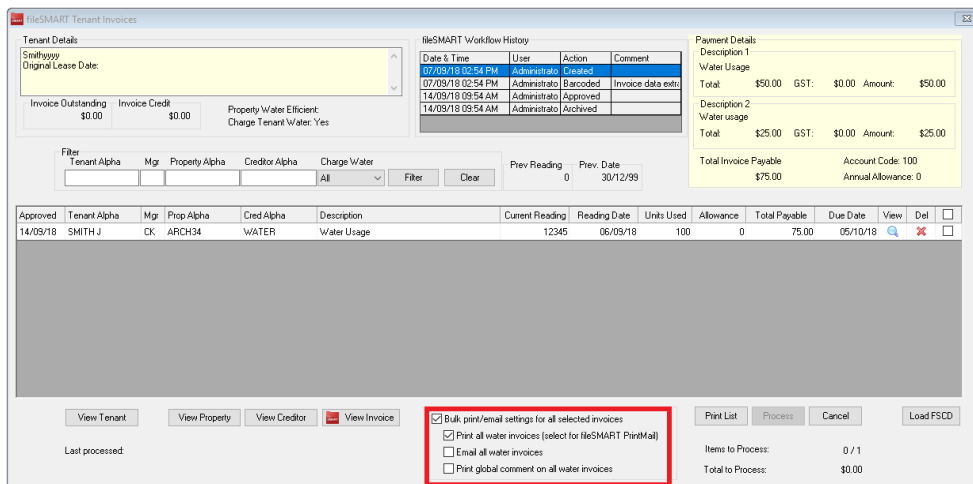 fileSMART Tenant Invoices
Tenant Details
Smithyyyy
Original Lease Date:
Invoice Outstanding Invoice Credit
$0.00 $0.00
Property Water Efficient:
Charge Tenant Water: Yes
fileSMART Workflow History
Date & Time User Action Comment
07/09/18 02:54 PM Administrato Created
07/09/18 02:54 PM Administrato Barcoded Invoice data extra
14/09/18 09:54 AM Administrato Approved
14/09/18 09:54 AM Administrato Archived
Payment Details
Description 1
Water Usage
Total: $50.00 GST: $0.00 Amount: $50.00
Description 2
Water usage
Total: $25.00 GST: $0.00 Amount: $25.00
Total Invoice Payable Account Code: 100
$75.00 Annual Allowance: 0
Filter
Tenant Alpha Mgr Property Alpha Creditor Alpha Charge Water
All Filter Clear
Prev Reading Prev. Date
0 30/12/99
Approved Tenant Alpha Mgr Prop Alpha Cred Alpha Description Current Reading Reading Date Units Used Allowance Total Payable Due Date View Del
14/09/18 SMITH J CK ARCH34 WATER Water Usage 12345 06/09/18 100 0 75.00 05/10/18
View Tenant View Property View Creditor View Invoice
Last processed:
Bulk print/email settings for all selected invoices
Print all water invoices (select for fileSMART PrintMail)
Email all water invoices
Print global comment on all water invoices
Print List Process Cancel Load FSCD
Items to Process: 0 / 1
Total to Process: $0.00